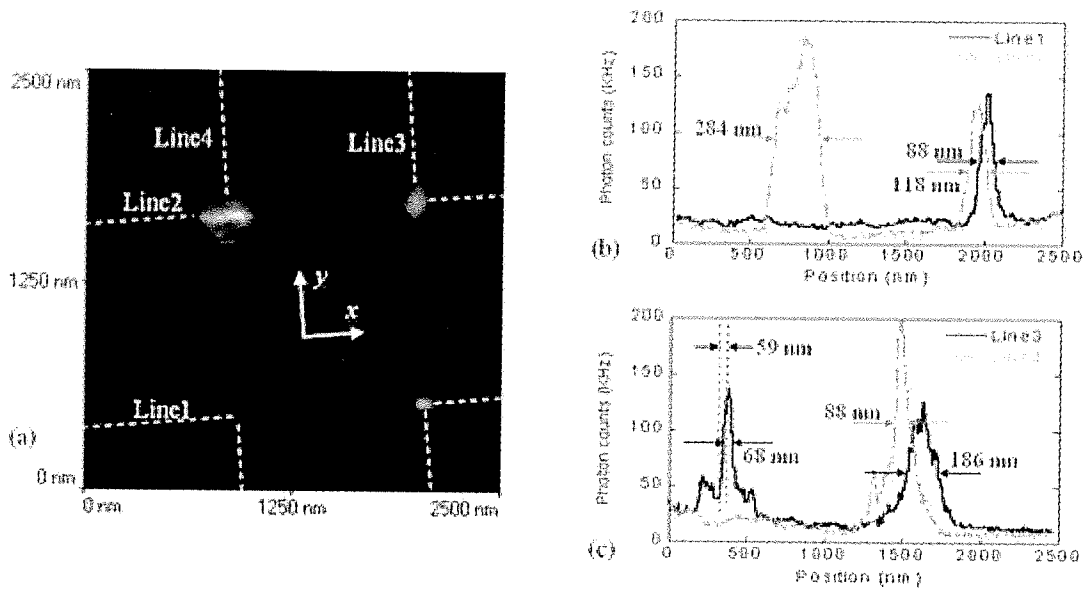 2500 nm
Line4
Line3
Line2
1250 nm
y
x
Line1
(a)
0 nm
0 nm
1250 nm
2500 nm
200
150
100
50
0
Photon counts (KHz)
Line1
284 nm
88 nm
118 nm
(b)
0
500
1000
1500
2000
2500
Position (nm)
200
150
100
50
0
Photon counts (KHz)
Line3
59 nm
88 nm
68 nm
186 nm
(c)
0
500
1000
1500
2000
2500
Position (nm)